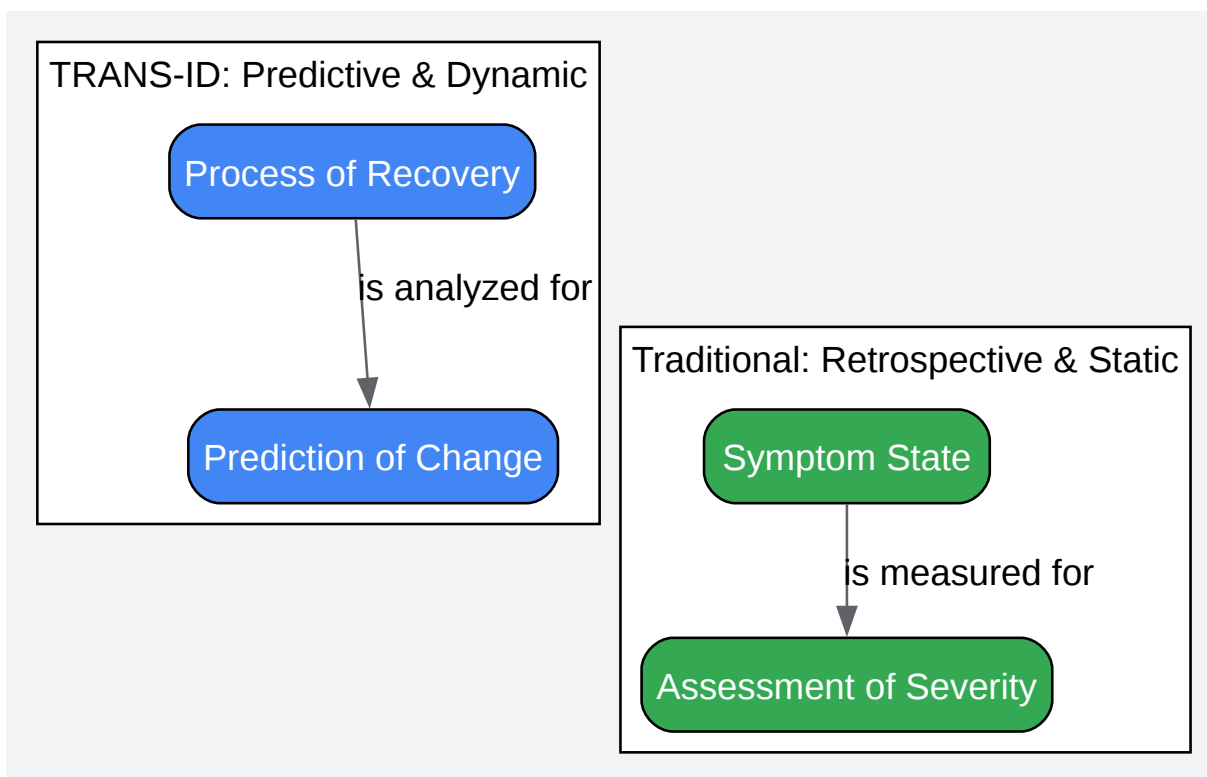 TRANS-ID: Predictive & Dynamic
Process of Recovery
is analyzed for
Prediction of Change
Traditional: Retrospective & Static
Symptom State
is measured for
Assessment of Severity